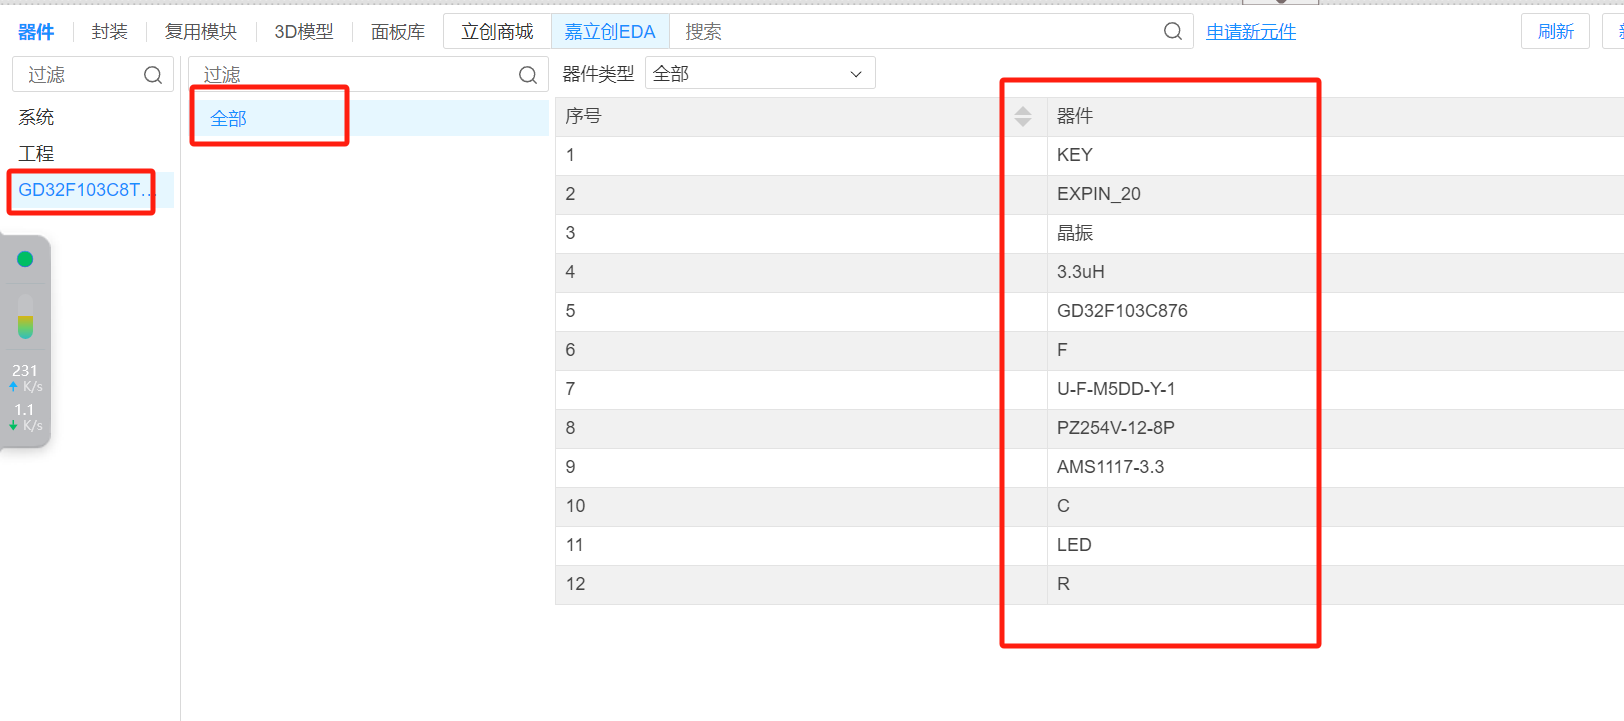 器件 封装 复用模块 3D模型 面板库 立创商城 嘉立创EDA 搜索 申请新元件 刷新
过滤 过滤 器件类型 全部
系统 全部 序号 器件
工程
GD32F103C8T...
1 KEY
2 EXPIN_20
3 晶振
4 3.3uH
5 GD32F103C876
6 F
7 U-F-M5DD-Y-1
8 PZ254V-12-8P
9 AMS1117-3.3
10 C
11 LED
12 R
231
K/s
1.1
K/s